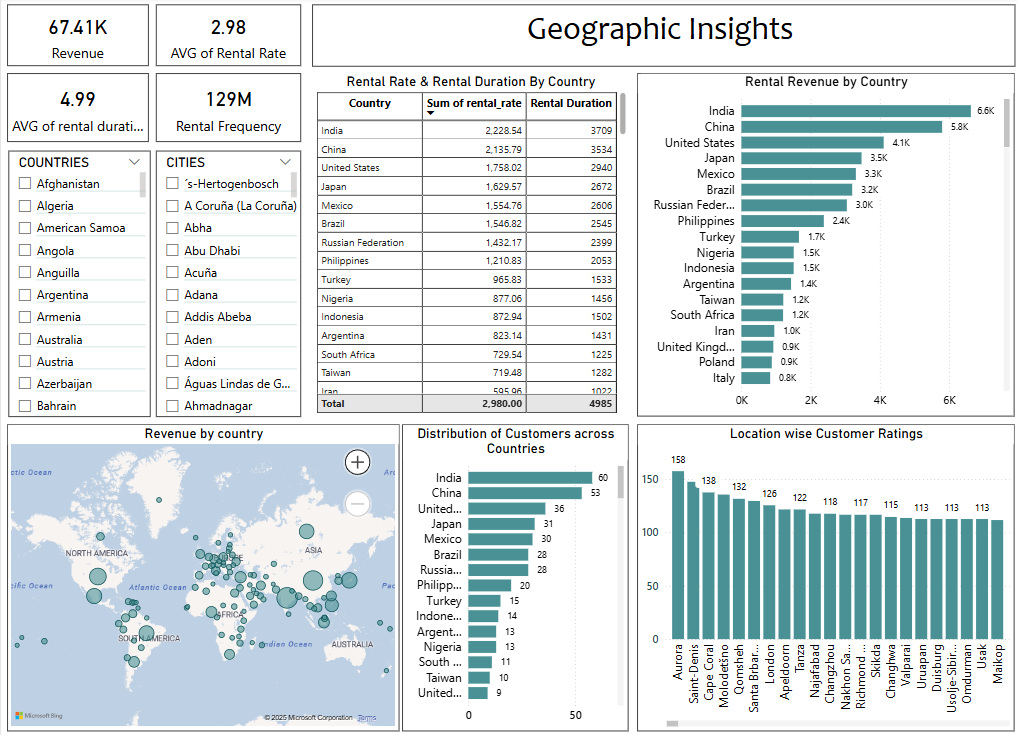 67.41K
Revenue
2.98
AVG of Rental Rate
Geographic Insights
4.99
AVG of rental durati...
129M
Rental Frequency
COUNTRIES
Afghanistan
Algeria
American Samoa
Angola
Anguilla
Argentina
Armenia
Australia
Austria
Azerbaijan
Bahrain
CITIES
´s-Hertogenbosch
A Coruña (La Coruña)
Abha
Abu Dhabi
Acuña
Adana
Addis Abeba
Aden
Adoni
Águas Lindas de G...
Ahmadnagar
Rental Rate & Rental Duration By Country
Country Sum of rental_rate Rental Duration
India 2,228.54 3709
China 2,135.79 3534
United States 1,758.02 2940
Japan 1,629.57 2672
Mexico 1,554.76 2606
Brazil 1,546.82 2545
Russian Federation 1,432.17 2399
Philippines 1,210.83 2053
Turkey 965.83 1533
Nigeria 877.06 1456
Indonesia 872.94 1502
Argentina 823.14 1431
South Africa 729.54 1225
Taiwan 719.48 1282
Iran 595.96 1022
Total 2,980.00 4985
Rental Revenue by Country
India 6.6K
China 5.8K
United States 4.1K
Japan 3.5K
Mexico 3.3K
Brazil 3.2K
Russian Feder... 3.0K
Philippines 2.4K
Turkey 1.7K
Nigeria 1.5K
Indonesia 1.5K
Argentina 1.4K
Taiwan 1.2K
South Africa 1.2K
Iran 1.0K
United Kingd... 0.9K
Poland 0.9K
Italy 0.8K
0K 2K 4K 6K
Revenue by country
ctic Ocean
Arc
NORTH AMERICA
ASIA
cific Ocean
Atlantic Ocean
Pac
AFRICA
SOUTH AMERICA
Indian Ocean
AUSTRALIA
Microsoft Bing
© 2025 Microsoft Corporation Terms
Distribution of Customers across
Countries
India 60
China 53
United... 36
Japan 31
Mexico 30
Brazil 28
Russia... 28
Philipp... 20
Turkey 15
Indone... 14
Argent... 13
Nigeria 13
South ... 11
Taiwan 10
United... 9
0 50
Location wise Customer Ratings
150
100
50
0
158
138
132
126
122
118
117
115
113
113
113
Aurora
Saint-Denis
Cape Coral
Molodetšno
Qomsheh
Santa Brbar...
London
Apeldoorn
Tanza
Najafabad
Changzhou
Nakhon Sa...
Richmond ...
Skikda
Changhwa
Valparai
Uruapan
Duisburg
Usolje-Sibir...
Omdurman
Usak
Maikop